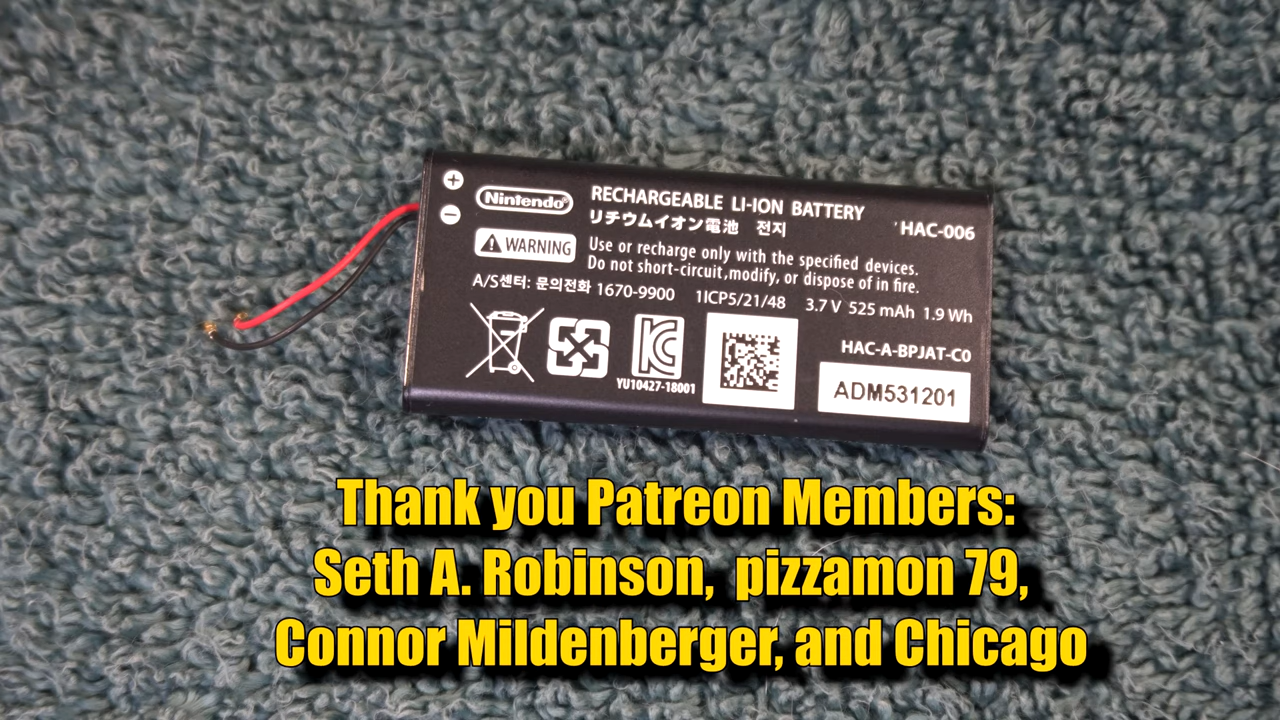 Nintendo®
RECHARGEABLE LI-ION BATTERY
リチウムイオン電池 전지
HAC-006
WARNING
Use or recharge only with the specified devices.
Do not short-circuit,modify, or dispose of in fire.
A/S센터: 문의전화 1670-9900 1ICP5/21/48 3.7 V 525 mAh 1.9 Wh
YU10427-18001
HAC-A-BPJAT-C0
ADM531201
Thank you Patreon Members:
Seth A. Robinson, pizzamon 79,
Connor Mildenberger, and Chicago